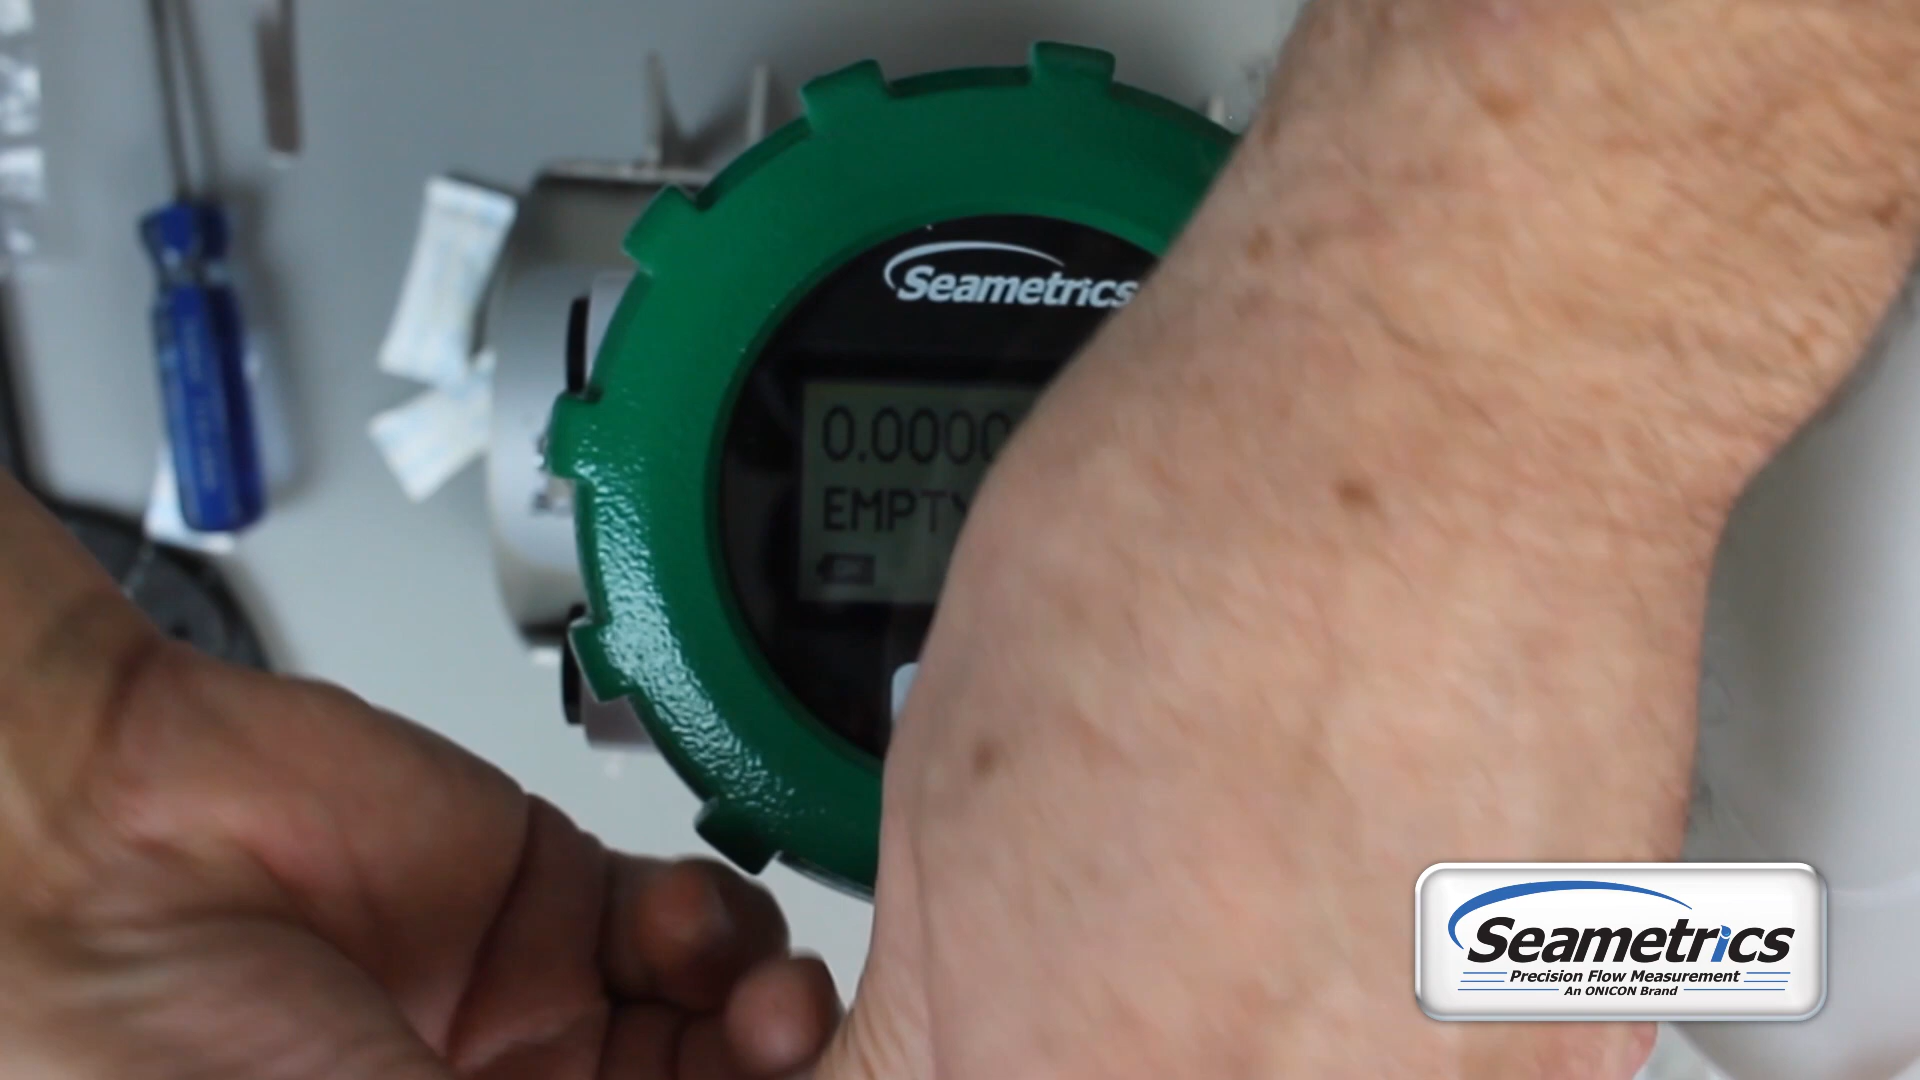 Seametrics
0.0000
EMPTY
Seametrics
Precision Flow Measurement
An ONICON Brand